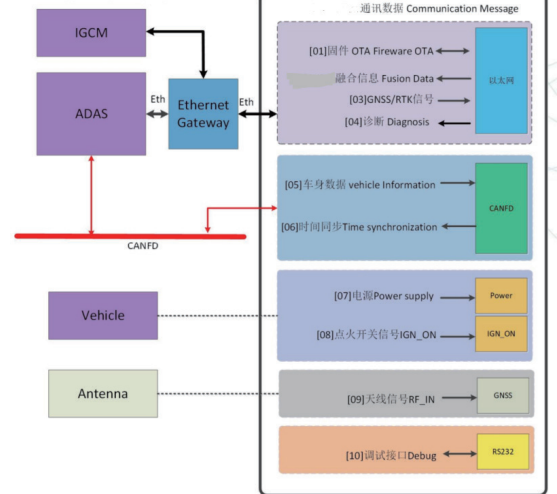 通讯数据 Communication Message
IGCM
ADAS
Eth
Ethernet
Gateway
Eth
[01]固件 OTA Fireware OTA
融合信息 Fusion Data
[03]GNSS/RTK信号
[04]诊断 Diagnosis
以太网
[05]车身数据 vehicle Information
[06]时间同步Time synchronization
CANFD
CANFD
Vehicle
[07]电源Power supply
Power
[08]点火开关信号IGN_ON
IGN_ON
Antenna
[09]天线信号RF_IN
GNSS
[10]调试接口Debug
RS232